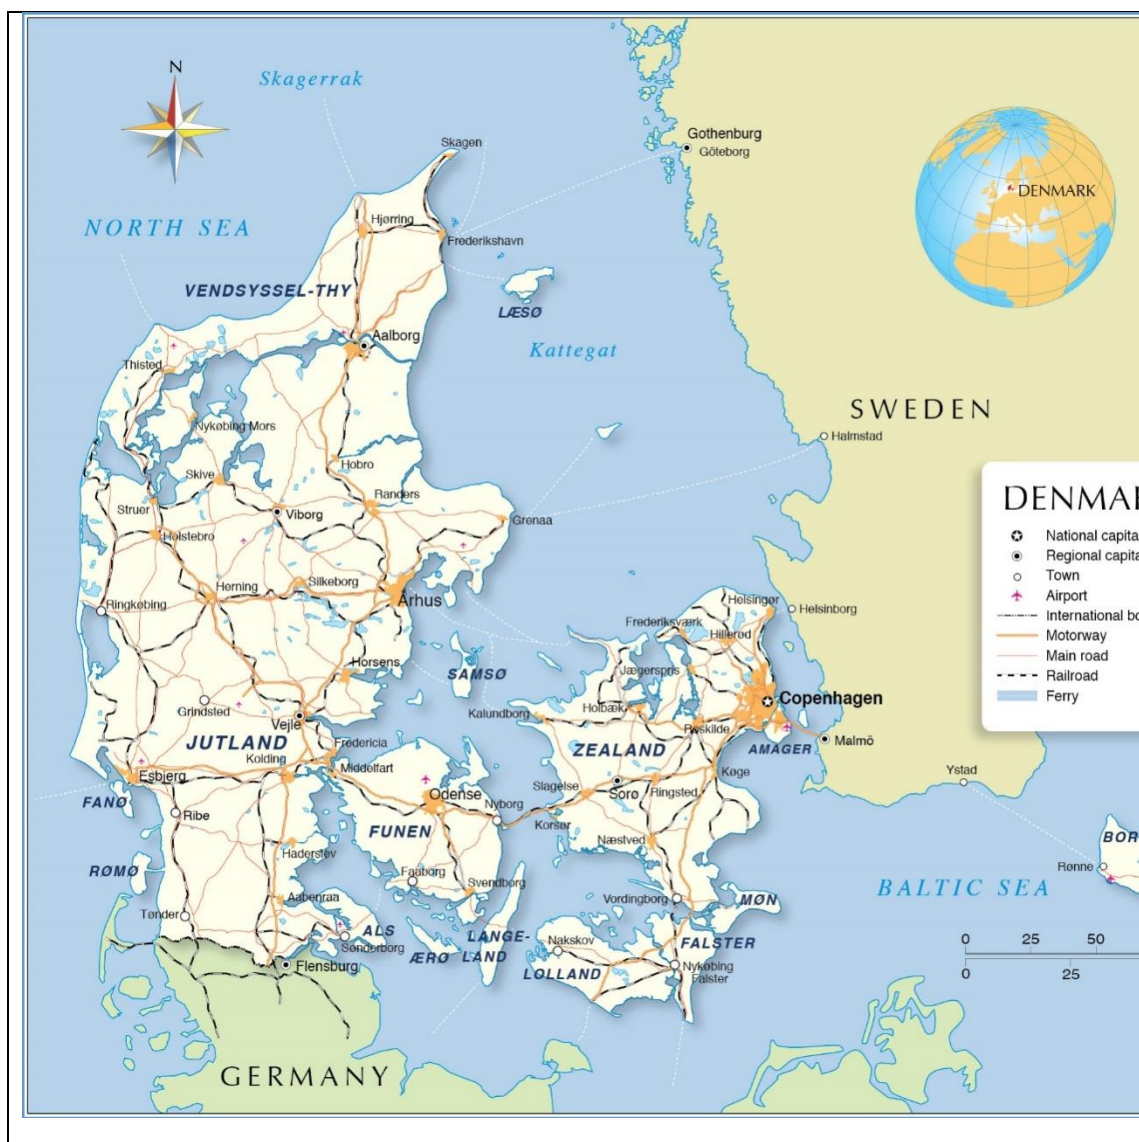 N
Skagerrak
Gothenburg
Göteborg
Skagen
DENMARK
NORTH SEA
Hjørring
Frederikshavn
VENDSYSSEL-THY
LÆSØ
Aalborg
Kattegat
Thisted
SWEDEN
Nykøbing Mors
Halmstad
Hobro
Skive
Randers
DENMAR
Struer
Viborg
Grenaa
Holstebro
National capita
Regional capita
Silkeborg
Town
Herning
Århus
Airport
Ringkøbing
Helsingør
Helsinborg
International bo
Frederiksværk
Hillerød
Motorway
Horsens
Main road
SAMSØ
Jægerspris
Railroad
Ferry
Grindsted
Copenhagen
Kalundborg
Holbæk
Vejle
Roskilde
JUTLAND
ZEALAND
AMAGER
Malmö
Fredericia
Kolding
Middelfart
Esbjerg
Køge
Ystad
Slagelse
Sorø
Ringsted
FANØ
Odense
Nyborg
Ribe
Korsør
FUNEN
Næstved
BOR
Haderslev
RØMØ
Faaborg
Rønne
Svendborg
BALTIC SEA
Aabenraa
Vordingborg
MØN
Tønder
ALS
LANGE-
LAND
Sønderborg
ÆRØ
Nakskov
FALSTER
0 25 50
Flensburg
LOLLAND
Nykøbing
Falster
0 25
GERMANY